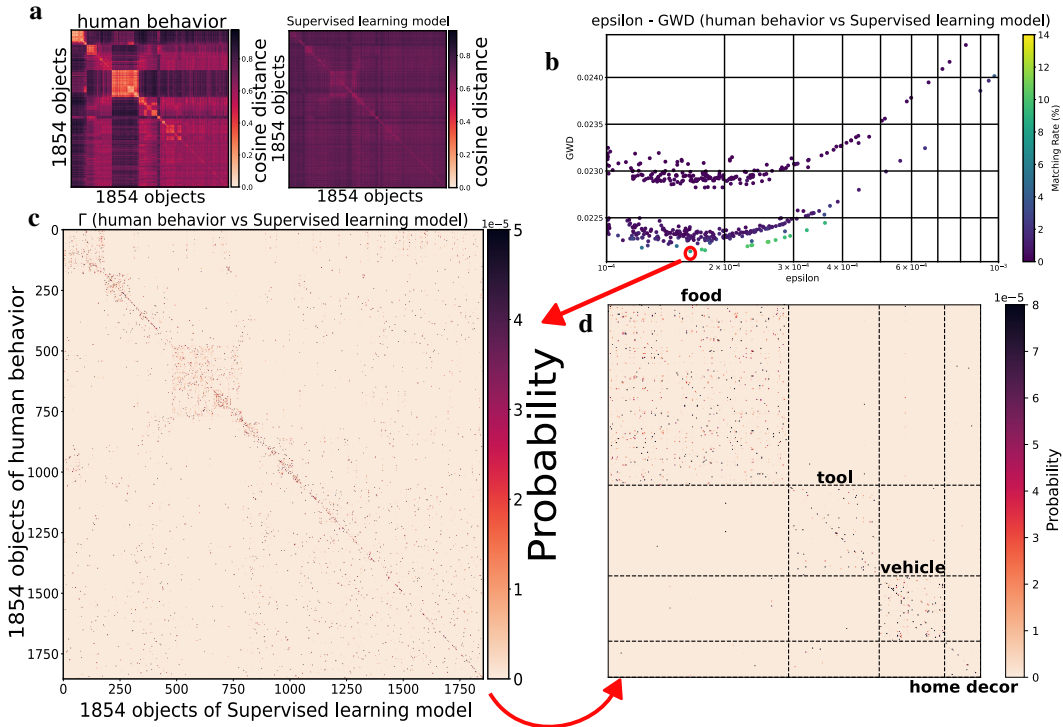 a
human behavior
1854 objects
1854 objects
0.8
0.6
0.4
0.2
0.0
cosine distance
Supervised learning model
1854 objects
1854 objects
0.8
0.6
0.4
0.2
0.0
cosine distance
b
epsilon - GWD (human behavior vs Supervised learning model)
GWD
0.0240
0.0235
0.0230
0.0225
10⁻⁴
2 × 10⁻⁴
3 × 10⁻⁴
4 × 10⁻⁴
6 × 10⁻⁴
10⁻³
epsilon
14
12
10
8
6
4
2
0
Matching Rate (%)
c
Γ (human behavior vs Supervised learning model)
1854 objects of human behavior
0
250
500
750
1000
1250
1500
1750
0
250
500
750
1000
1250
1500
1750
1854 objects of Supervised learning model
1e−5
5
4
3
2
1
0
Probability
d
food
tool
vehicle
home decor
1e−5
8
7
6
5
4
3
2
1
0
Probability